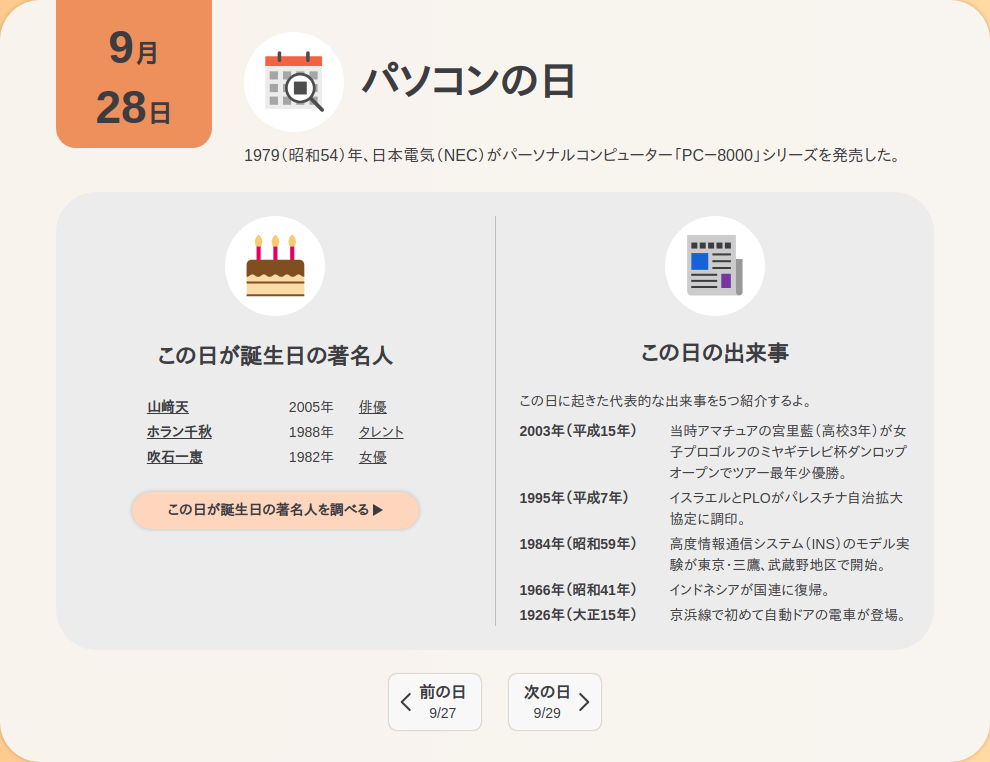 9月
28日
パソコンの日
1979（昭和54）年、日本電気（NEC）がパーソナルコンピューター「PC−8000」シリーズを発売した。
この日が誕生日の著名人
山﨑天 2005年 俳優
ホラン千秋 1988年 タレント
吹石一恵 1982年 女優
この日が誕生日の著名人を調べる▶
この日の出来事
この日に起きた代表的な出来事を5つ紹介するよ。
2003年（平成15年） 当時アマチュアの宮里藍（高校3年）が女
子プロゴルフのミヤギテレビ杯ダンロップ
オープンでツアー最年少優勝。
1995年（平成7年） イスラエルとPLOがパレスチナ自治拡大
協定に調印。
1984年（昭和59年） 高度情報通信システム（INS）のモデル実
験が東京・三鷹、武蔵野地区で開始。
1966年（昭和41年） インドネシアが国連に復帰。
1926年（大正15年） 京浜線で初めて自動ドアの電車が登場。
前の日
9/27
次の日
9/29